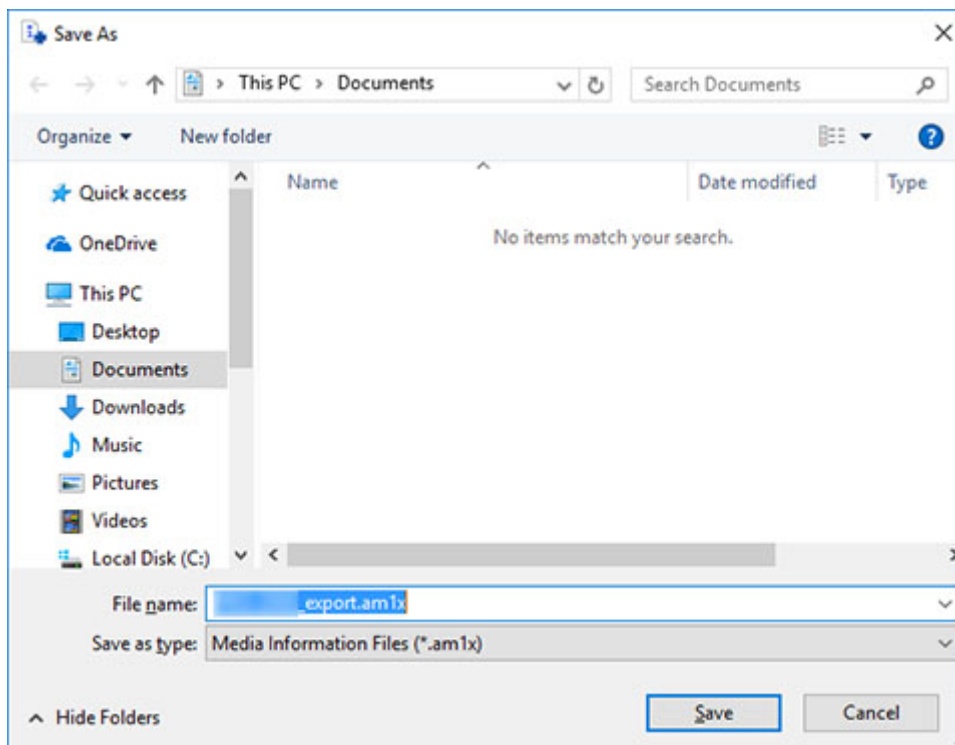 Save As
This PC > Documents
Search Documents
Organize
New folder
Name
Date modified
Type
No items match your search.
Quick access
OneDrive
This PC
Desktop
Documents
Downloads
Music
Pictures
Videos
Local Disk (C:)
File name: _export.am1x
Save as type: Media Information Files (*.am1x)
Hide Folders
Save
Cancel